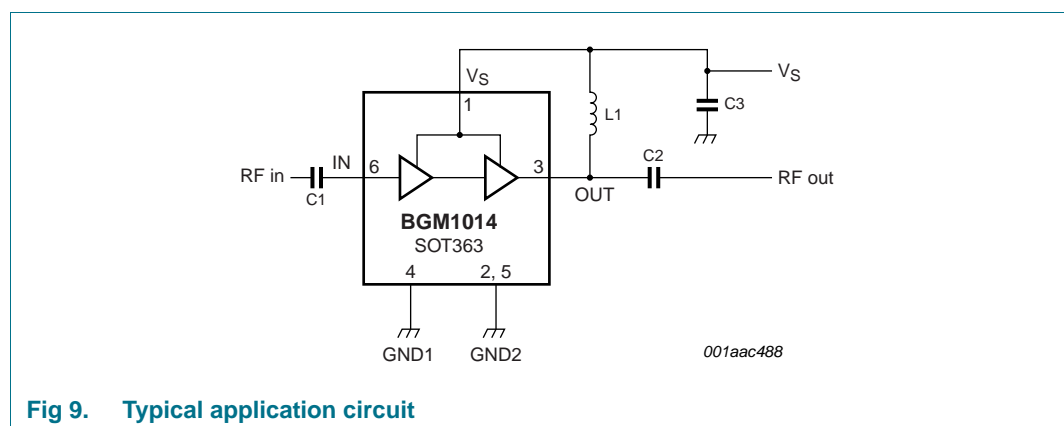 VS
VS
1
C3
L1
C2
IN
6
3
RF in
RF out
C1
OUT
BGM1014
SOT363
4
2, 5
GND1
GND2
001aac488
Fig 9. Typical application circuit